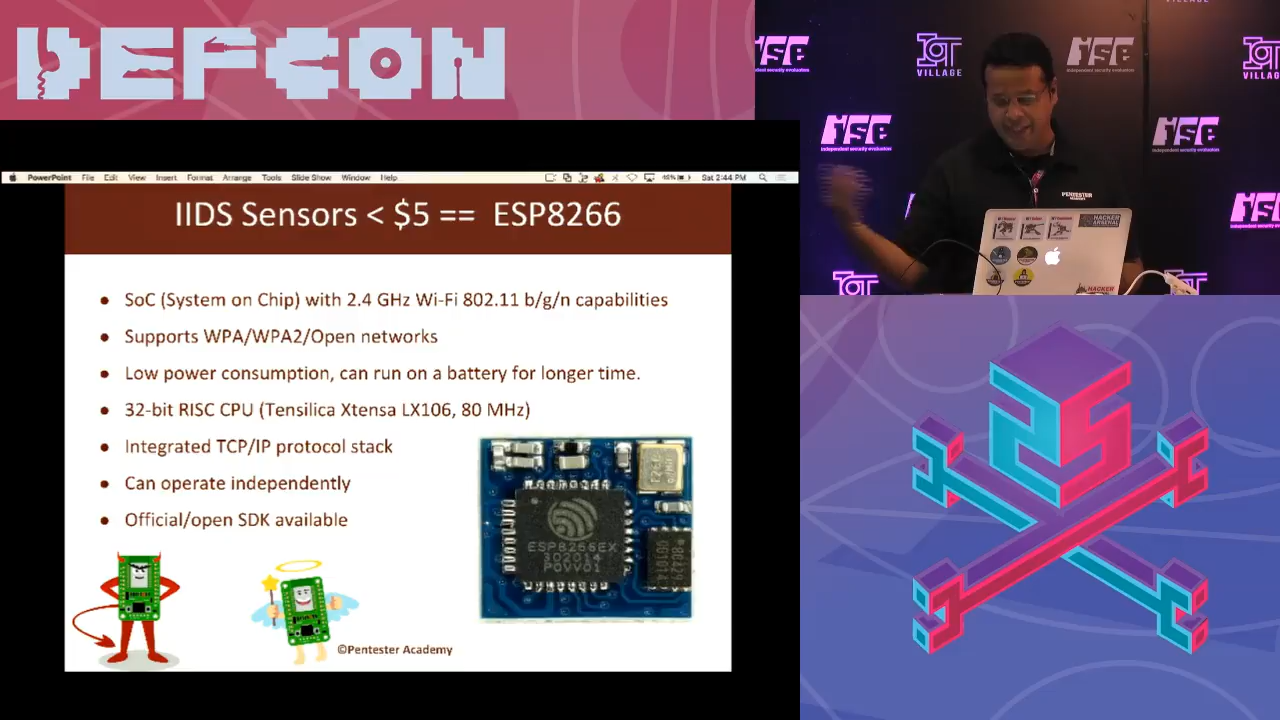 DEFCON
IOT
VILLAGE
ise
independent security evaluators
PENTESTER
HACKER
ARSENAL
PowerPoint File Edit View Insert Format Arrange Tools Slide Show Window Help
Sat 2:44 PM
IIDS Sensors < $5 == ESP8266
● SoC (System on Chip) with 2.4 GHz Wi-Fi 802.11 b/g/n capabilities
● Supports WPA/WPA2/Open networks
● Low power consumption, can run on a battery for longer time.
● 32-bit RISC CPU (Tensilica Xtensa LX106, 80 MHz)
● Integrated TCP/IP protocol stack
● Can operate independently
● Official/open SDK available
ESP8266EX
302014
©Pentester Academy
25